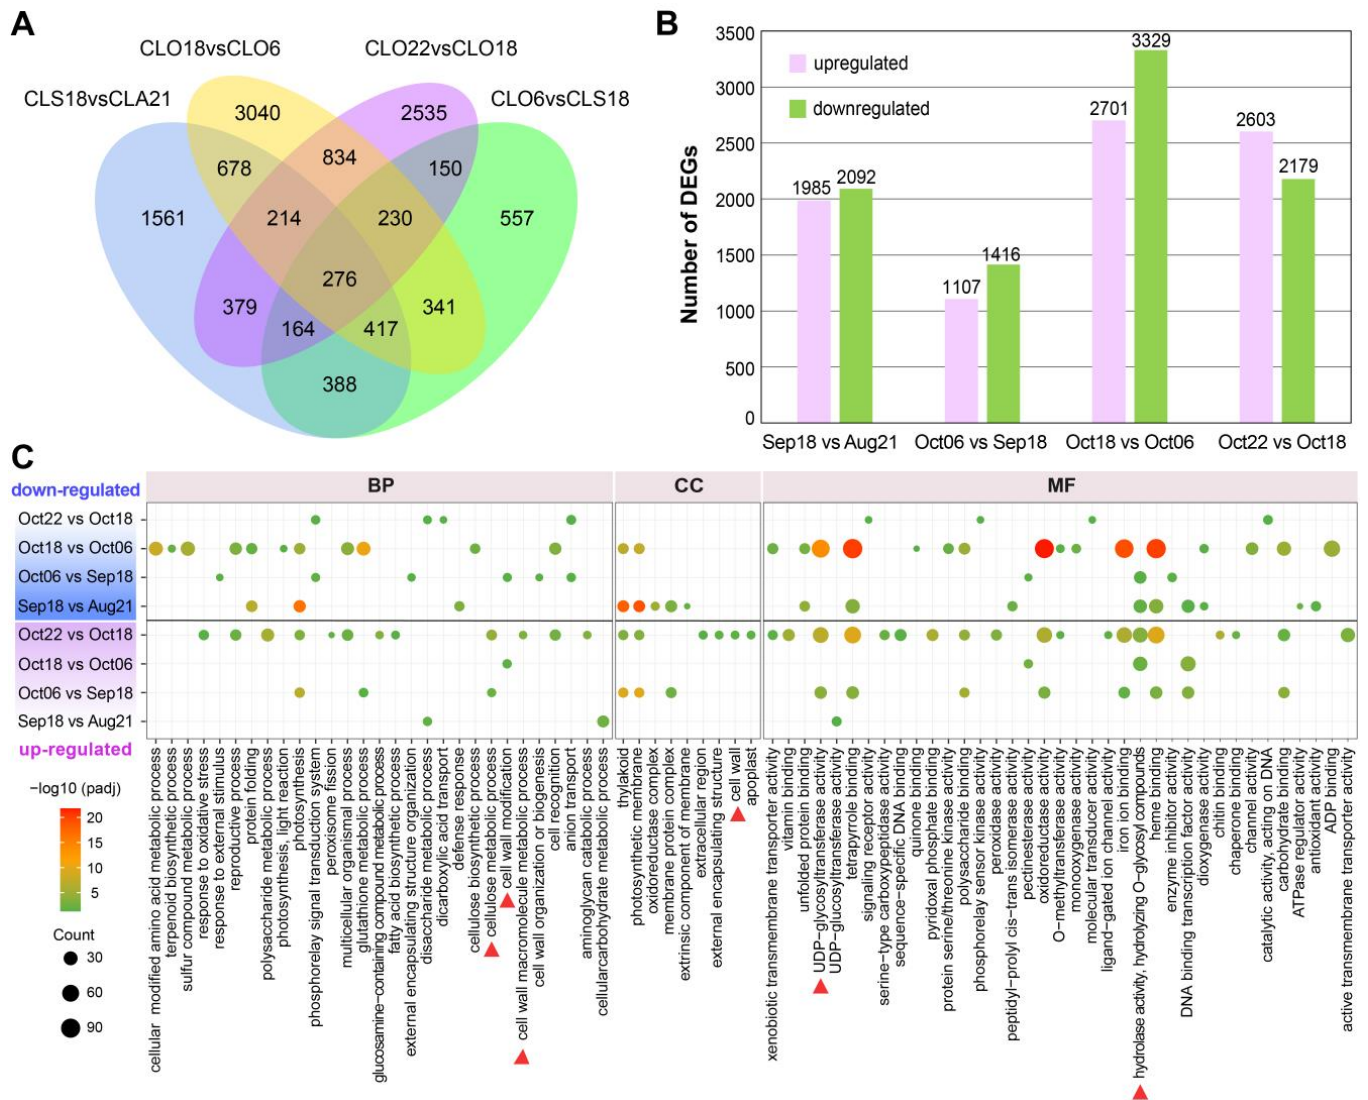 A
CLO18vsCLO6
CLO22vsCLO18
CLS18vsCLA21
CLO6vsCLS18
3040
2535
834
678
150
1561
214
230
557
276
379
341
164
417
388
B
3500
3000
2500
2000
1500
1000
500
0
Number of DEGs
upregulated
downregulated
1985
2092
1107
1416
2701
3329
2603
2179
Sep18 vs Aug21
Oct06 vs Sep18
Oct18 vs Oct06
Oct22 vs Oct18
C
down-regulated
BP
CC
MF
Oct22 vs Oct18
Oct18 vs Oct06
Oct06 vs Sep18
Sep18 vs Aug21
Oct22 vs Oct18
Oct18 vs Oct06
Oct06 vs Sep18
Sep18 vs Aug21
up-regulated
−log10 (padj)
20
15
10
5
Count
30
60
90
cellular modified amino acid metabolic process
terpenoid biosynthetic process
sulfur compound metabolic process
response to oxidative stress
response to external stimulus
reproductive process
protein folding
polysaccharide metabolic process
photosynthesis, light reaction
photosynthesis
phosphorelay signal transduction system
peroxisome fission
multicellular organismal process
glutathione metabolic process
glucosamine−containing compound metabolic process
fatty acid biosynthetic process
external encapsulating structure organization
disaccharide metabolic process
dicarboxylic acid transport
defense response
cellulose biosynthetic process
cellulose metabolic process
cell wall modification
cell wall macromolecule metabolic process
cell wall organization or biogenesis
cell recognition
anion transport
aminoglycan catabolic process
cellularcarbohydrate metabolic process
thylakoid
photosynthetic membrane
oxidoreductase complex
membrane protein complex
extrinsic component of membrane
extracellular region
external encapsulating structure
cell wall
apoplast
xenobiotic transmembrane transporter activity
vitamin binding
unfolded protein binding
UDP−glycosyltransferase activity
UDP−glucosyltransferase activity
tetrapyrrole binding
signaling receptor activity
serine−type carboxypeptidase activity
sequence−specific DNA binding
quinone binding
pyridoxal phosphate binding
protein serine/threonine kinase activity
polysaccharide binding
phosphorelay sensor kinase activity
peroxidase activity
peptidyl−prolyl cis−trans isomerase activity
pectinesterase activity
oxidoreductase activity
O−methyltransferase activity
monooxygenase activity
molecular transducer activity
ligand−gated ion channel activity
iron ion binding
hydrolase activity, hydrolyzing O−glycosyl compounds
heme binding
enzyme inhibitor activity
DNA binding transcription factor activity
dioxygenase activity
chitin binding
chaperone binding
channel activity
catalytic activity, acting on DNA
carbohydrate binding
ATPase regulator activity
antioxidant activity
ADP binding
active transmembrane transporter activity